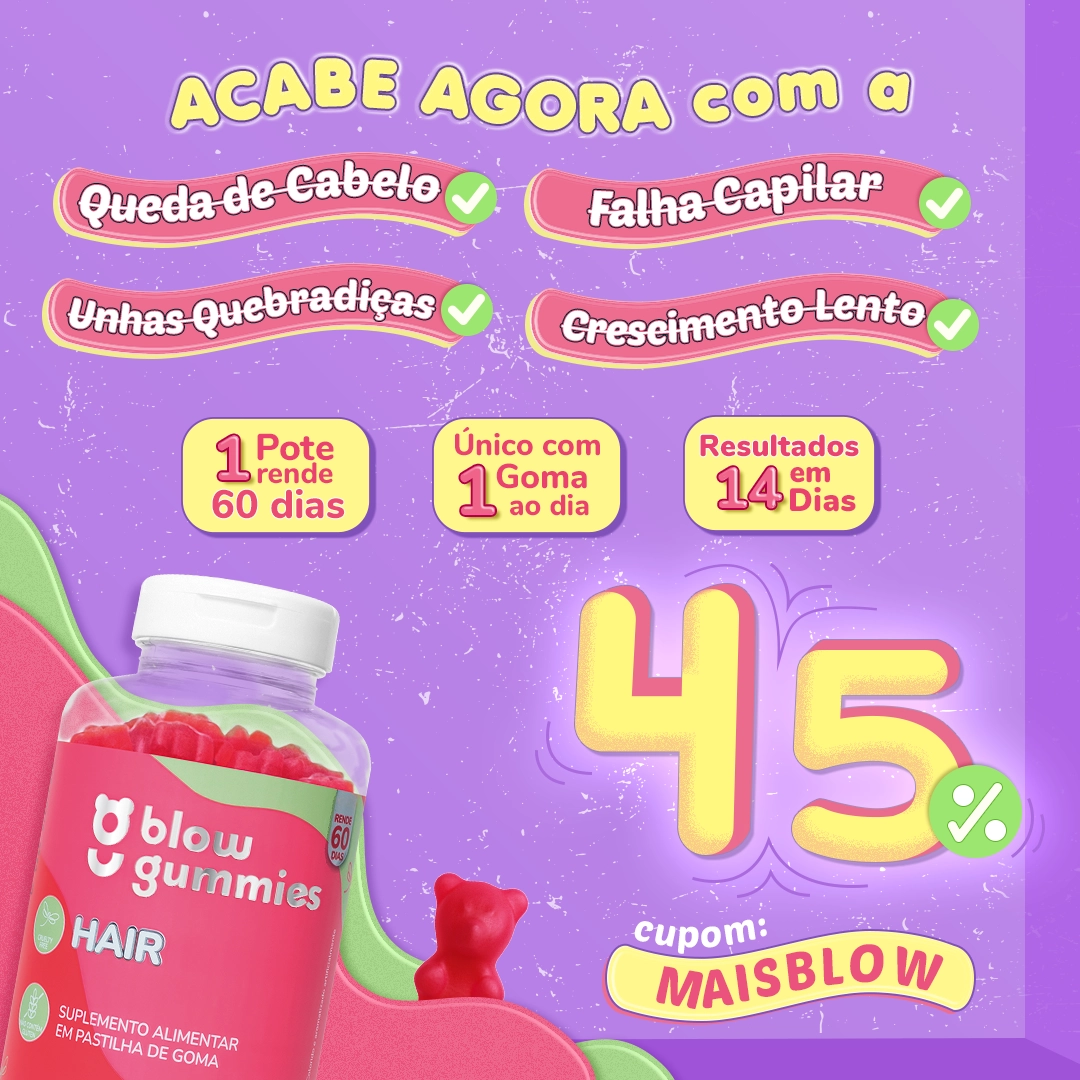 ACABE AGORA com a
Queda de Cabelo
Falha Capilar
Unhas Quebradiças
Crescimento Lento
1 Pote
rende
60 dias
Único com
1 Goma
ao dia
Resultados
14 em
Dias
45%
cupom:
MAISBLOW
blow
gummies
RENDE
60
DIAS
HAIR
CRUELTY
FREE
SUPLEMENTO ALIMENTAR
EM PASTILHA DE GOMA